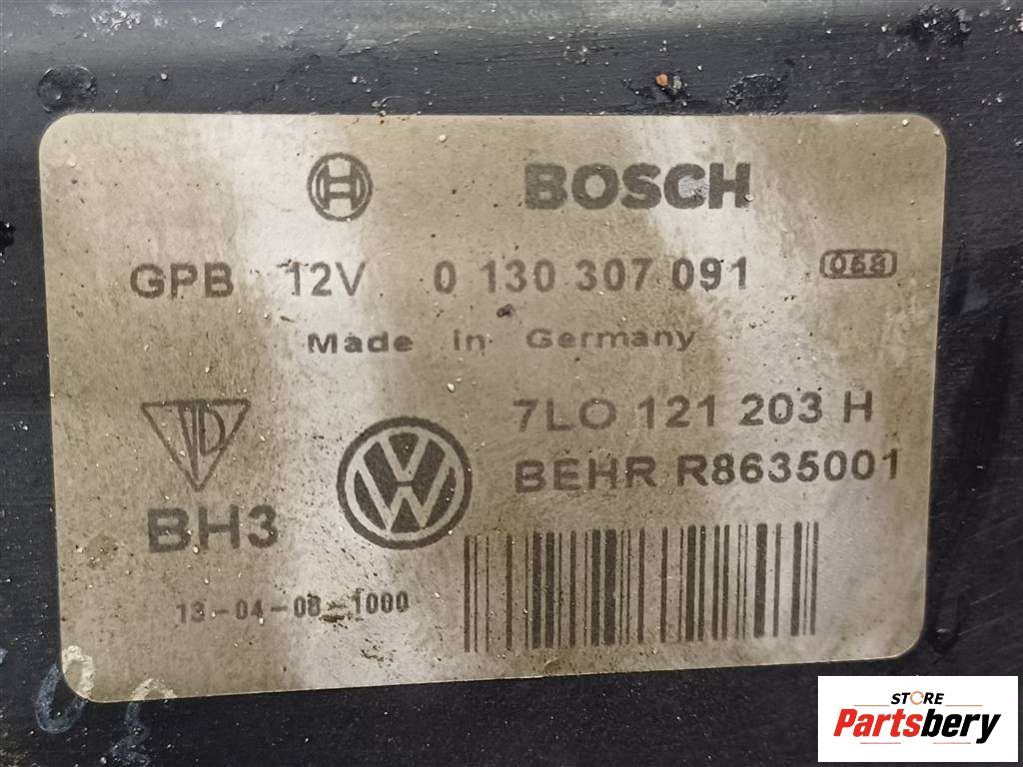 BOSCH
GPB 12V 0 130 307 091 068
Made in Germany
7LO 121 203 H
BEHR R8635001
BH3
13-04-08-1000
STORE
Partsbery